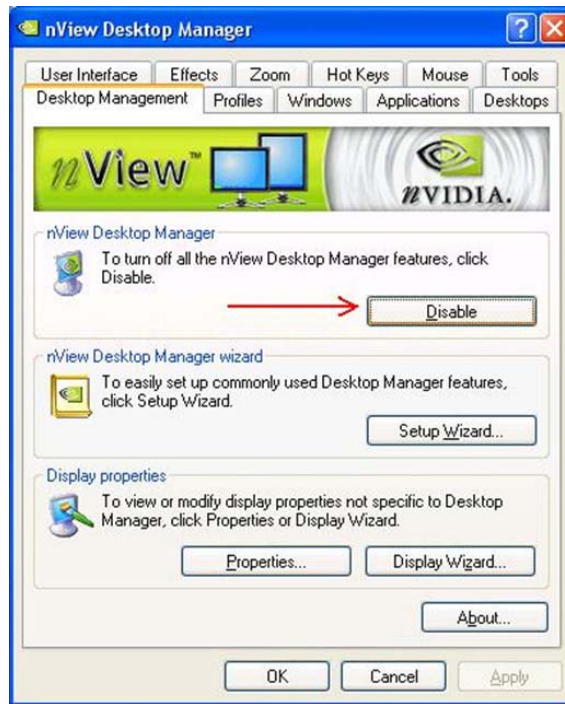 nView Desktop Manager
User Interface Effects Zoom Hot Keys Mouse Tools
Desktop Management Profiles Windows Applications Desktops
nView™ nVIDIA.
nView Desktop Manager
To turn off all the nView Desktop Manager features, click
Disable.
Disable
nView Desktop Manager wizard
To easily set up commonly used Desktop Manager features,
click Setup Wizard.
Setup Wizard...
Display properties
To view or modify display properties not specific to Desktop
Manager, click Properties or Display Wizard.
Properties... Display Wizard...
About...
OK Cancel Apply